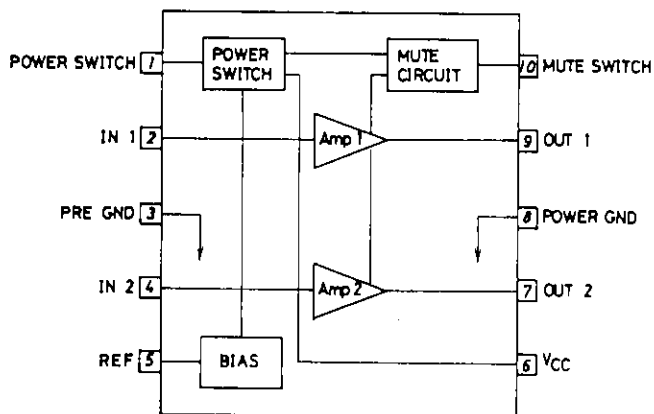 POWER SWITCH 1
POWER
SWITCH
MUTE
CIRCUIT
10 MUTE SWITCH
IN 1 2
Amp 1
9 OUT 1
PRE GND 3
8 POWER GND
IN 2 4
Amp 2
7 OUT 2
REF 5
BIAS
6 VCC